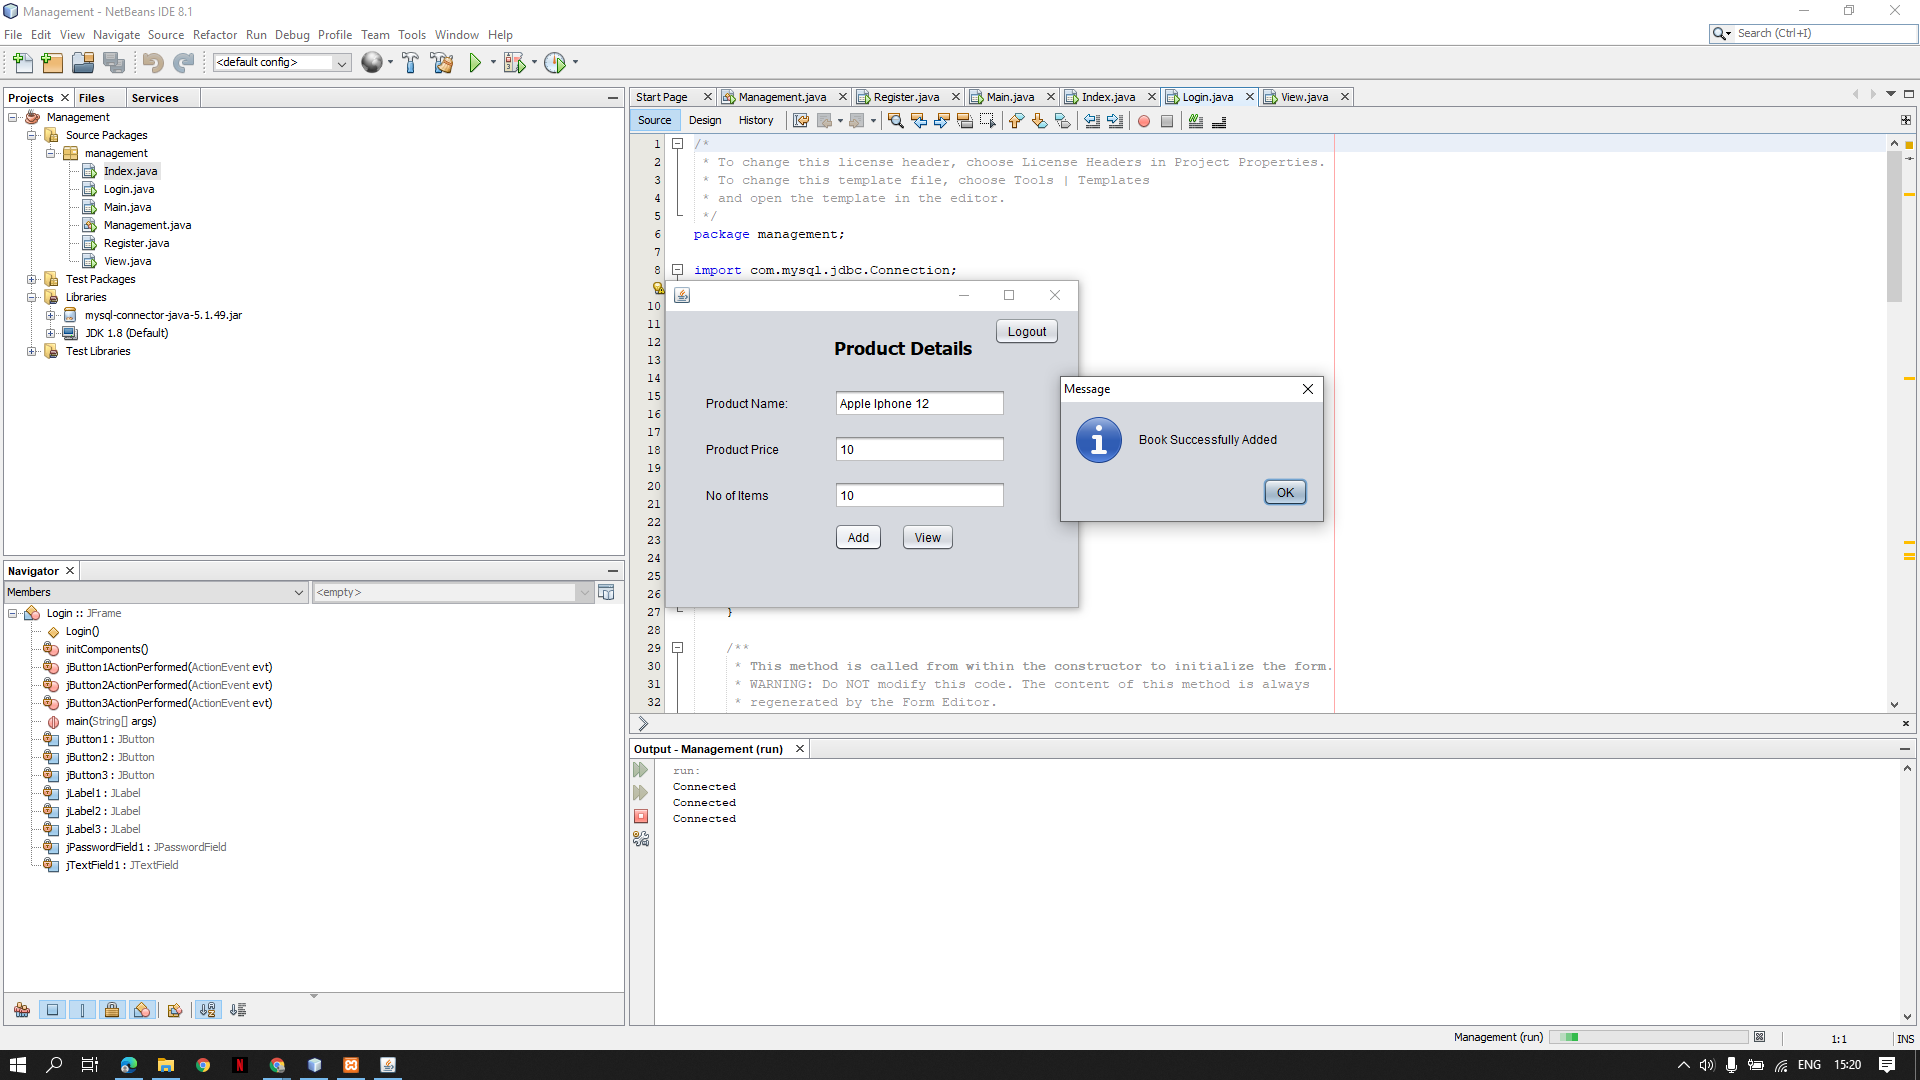 Management - NetBeans IDE 8.1
File Edit View Navigate Source Refactor Run Debug Profile Team Tools Window Help
Search (Ctrl+I)
<default config>
Projects Files Services
Management
Source Packages
management
Index.java
Login.java
Main.java
Management.java
Register.java
View.java
Test Packages
Libraries
mysql-connector-java-5.1.49.jar
JDK 1.8 (Default)
Test Libraries
Navigator
Members
<empty>
Login :: JFrame
Login()
initComponents()
jButton1ActionPerformed(ActionEvent evt)
jButton2ActionPerformed(ActionEvent evt)
jButton3ActionPerformed(ActionEvent evt)
main(String[] args)
jButton1 : JButton
jButton2 : JButton
jButton3 : JButton
jLabel1 : JLabel
jLabel2 : JLabel
jLabel3 : JLabel
jPasswordField1 : JPasswordField
jTextField1 : JTextField
Start Page Management.java Register.java Main.java Index.java Login.java View.java
Source Design History
1 /*
2 * To change this license header, choose License Headers in Project Properties.
3 * To change this template file, choose Tools | Templates
4 * and open the template in the editor.
5 */
6 package management;
7
8 import com.mysql.jdbc.Connection;
10
11
12
13
14
15
16
17
18
19
20
21
22
23
24
25
26
27 }
28
29 /**
30 * This method is called from within the constructor to initialize the form.
31 * WARNING: Do NOT modify this code. The content of this method is always
32 * regenerated by the Form Editor.
Logout
Product Details
Product Name: Apple Iphone 12
Product Price 10
No of Items 10
Add View
Message
Book Successfully Added
OK
Output - Management (run)
run:
Connected
Connected
Connected
Management (run)
1:1
INS
ENG 15:20